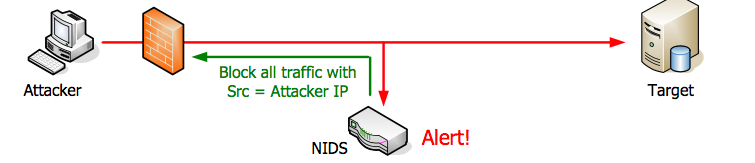 Attacker
Block all traffic with
Src = Attacker IP
Target
NIDS
Alert!